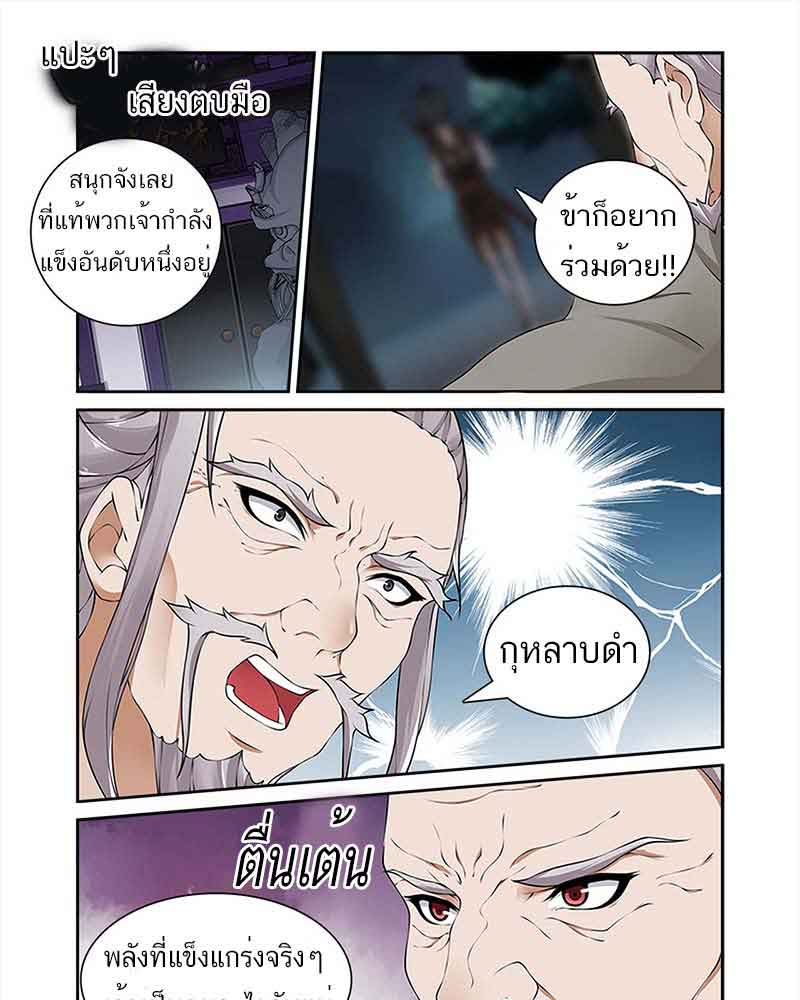 แปะๆ
เสียงตบมือ
สนุกจังเลย
ที่แท้พวกเจ้ากำลัง
แข็งอันดับหนึ่งอยู่
ข้าก็อยาก
ร่วมด้วย!!
กุหลาบดำ
ตื่นเต้น
พลังที่แข็งแกร่งจริงๆ